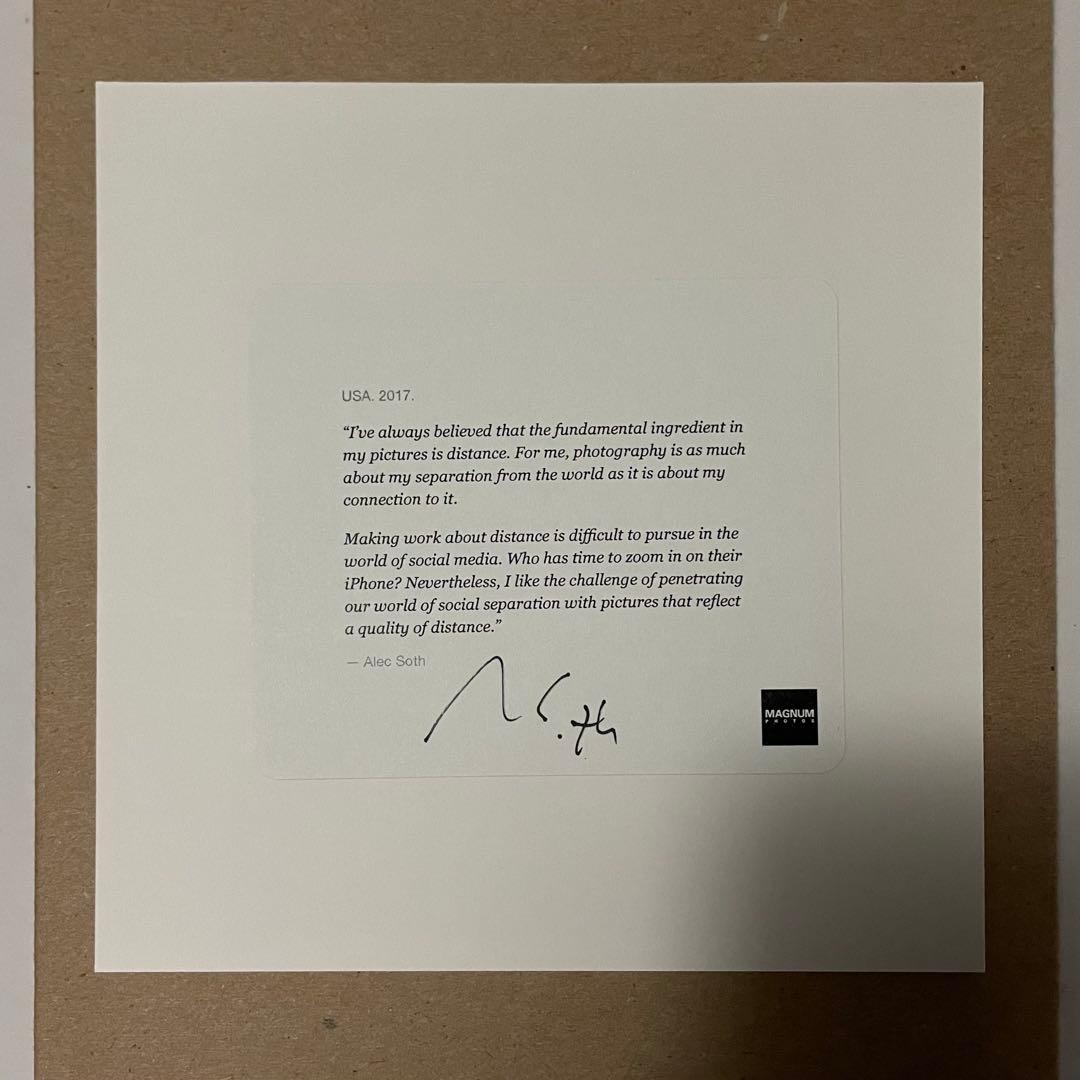 USA. 2017.
“I’ve always believed that the fundamental ingredient in
my pictures is distance. For me, photography is as much
about my separation from the world as it is about my
connection to it.
Making work about distance is difficult to pursue in the
world of social media. Who has time to zoom in on their
iPhone? Nevertheless, I like the challenge of penetrating
our world of social separation with pictures that reflect
a quality of distance.”
— Alec Soth
MAGNUM
PHOTOS